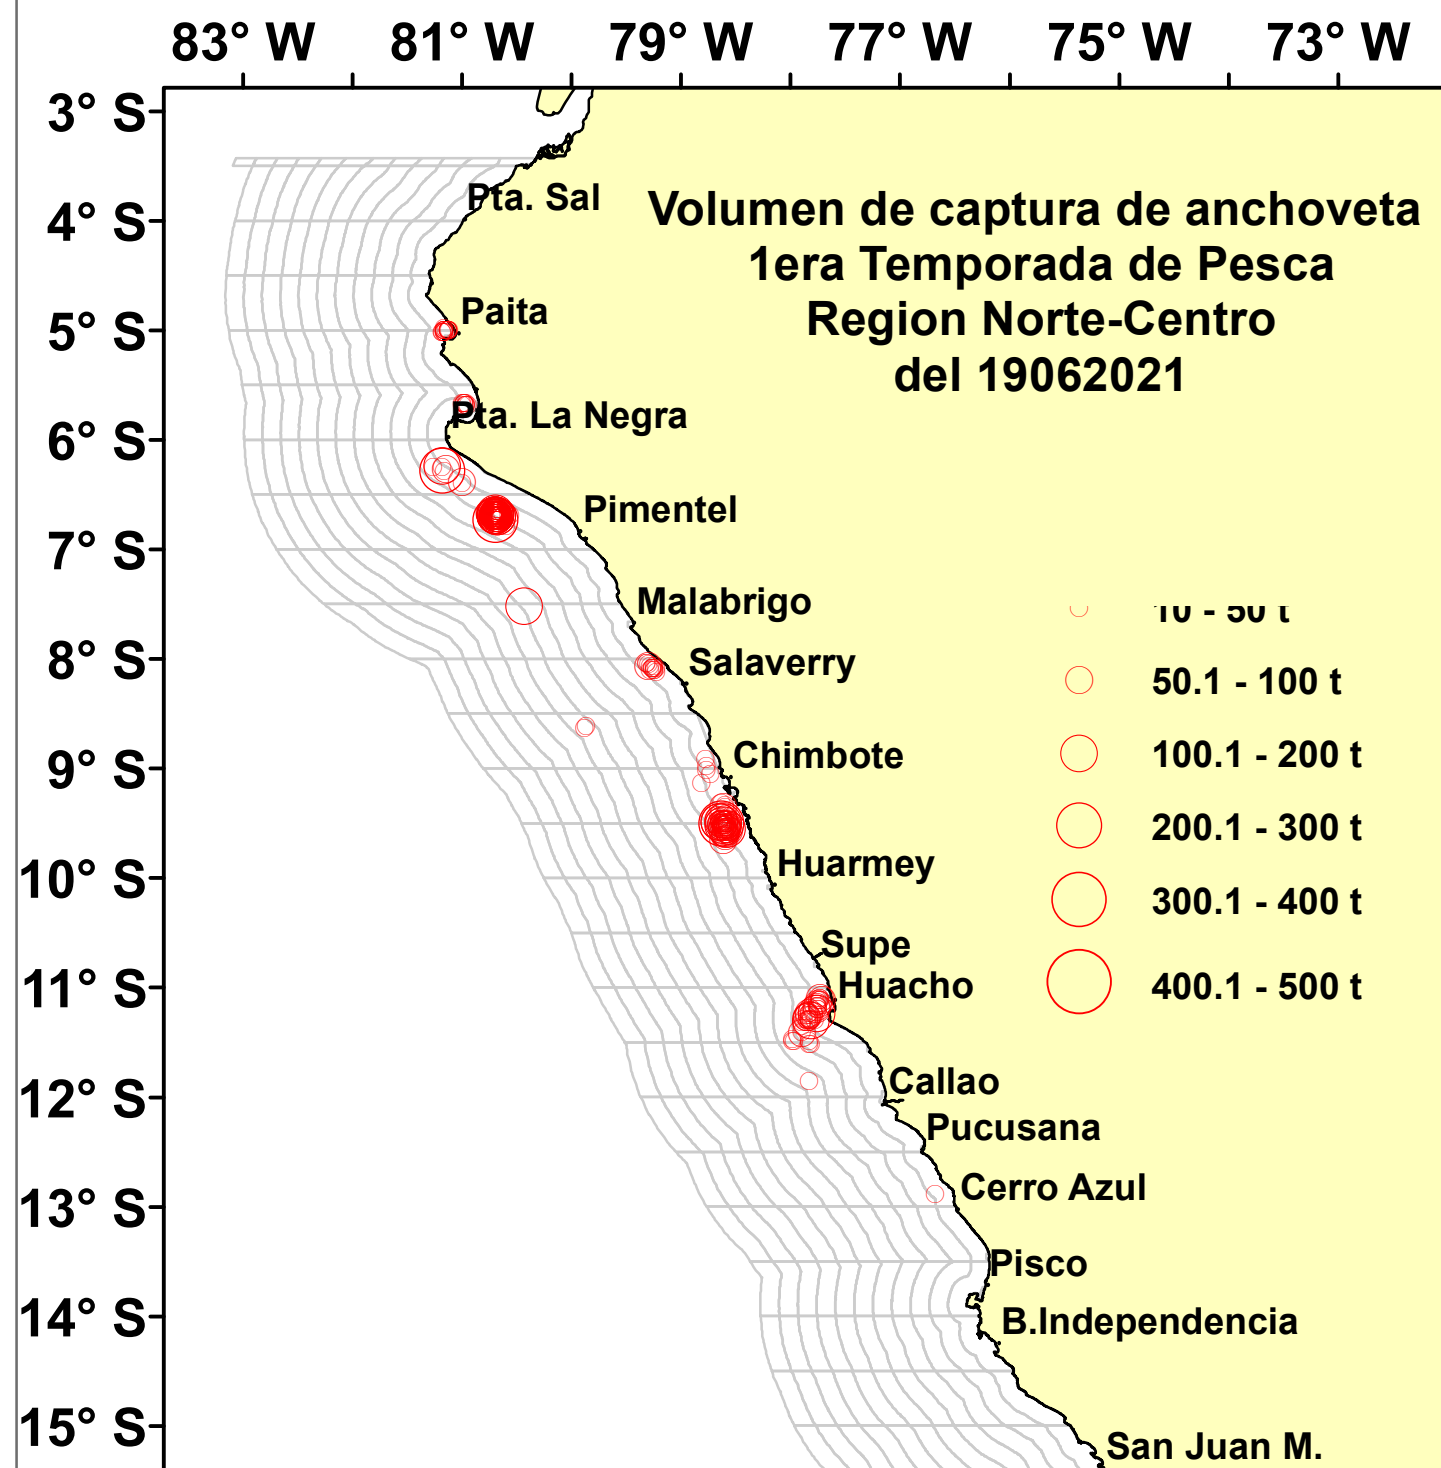 83° W 81° W 79° W 77° W 75° W 73° W
3° S
4° S
5° S
6° S
7° S
8° S
9° S
10° S
11° S
12° S
13° S
14° S
15° S
Volumen de captura de anchoveta
1era Temporada de Pesca
Region Norte-Centro
del 19062021
Pta. Sal
Paita
Pta. La Negra
Pimentel
Malabrigo
Salaverry
Chimbote
Huarmey
Supe
Huacho
Callao
Pucusana
Cerro Azul
Pisco
B.Independencia
San Juan M.
10 - 50 t
50.1 - 100 t
100.1 - 200 t
200.1 - 300 t
300.1 - 400 t
400.1 - 500 t